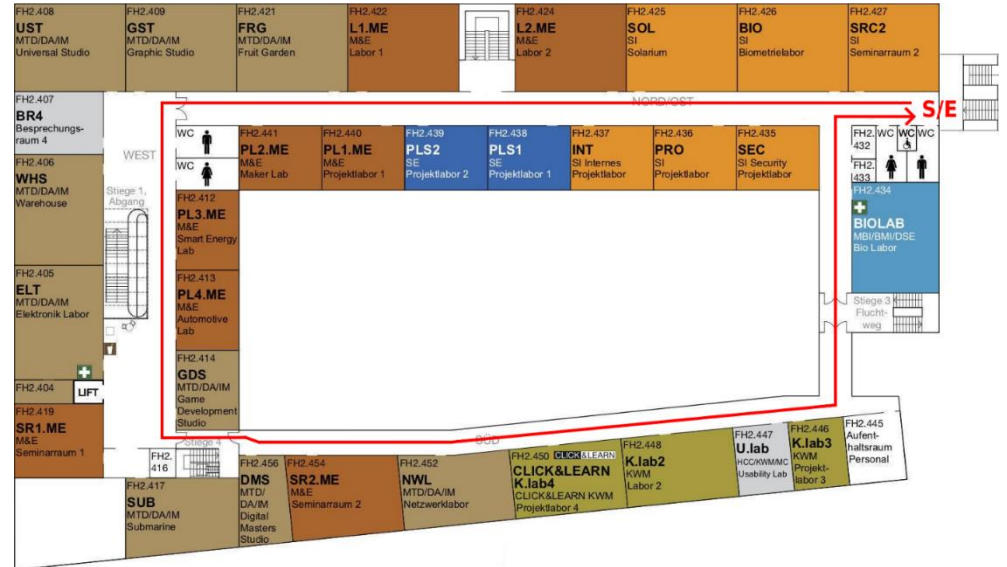 FH2.408
UST
MTD/DA/IM
Universal Studio
FH2.409
GST
MTD/DA/IM
Graphic Studio
FH2.421
FRG
MTD/DA/IM
Fruit Garden
FH2.422
L1.ME
M&E
Labor 1
FH2.424
L2.ME
M&E
Labor 2
FH2.425
SOL
SI
Solarium
FH2.426
BIO
SI
Biometrielabor
FH2.427
SRC2
SI
Seminarraum 2
NORD/OST
S/E
FH2.407
BR4
Besprechungs-
raum 4
WEST
WC
WC
FH2.441
PL2.ME
M&E
Maker Lab
FH2.440
PL1.ME
M&E
Projektlabor 1
FH2.439
PLS2
SE
Projektlabor 2
FH2.438
PLS1
SE
Projektlabor 1
FH2.437
INT
SI Internes
Projektlabor
FH2.436
PRO
SI
Projektlabor
FH2.435
SEC
SI Security
Projektlabor
FH2.
432
WC
WC
WC
FH2.
433
FH2.406
WHS
MTD/DA/IM
Warehouse
Stiege 1,
Abgang
FH2.412
PL3.ME
M&E
Smart Energy
Lab
FH2.434
BIOLAB
MBI/BMI/DSE
Bio Labor
FH2.405
ELT
MTD/DA/IM
Elektronik Labor
FH2.413
PL4.ME
M&E
Automotive
Lab
Stiege 3
Flucht-
weg
FH2.414
GDS
MTD/DA/IM
Game
Development
Studio
FH2.404
LIFT
FH2.419
SR1.ME
M&E
Seminarraum 1
Stiege 4
SÜD
FH2.
416
FH2.417
SUB
MTD/DA/IM
Submarine
FH2.456
DMS
MTD/
DA/IM
Digital
Masters
Studio
FH2.454
SR2.ME
M&E
Seminarraum 2
FH2.452
NWL
MTD/DA/IM
Netzwerklabor
FH2.450 CLICK&LEARN
CLICK&LEARN
K.lab4
CLICK&LEARN KWM
Projektlabor 4
FH2.448
K.lab2
KWM
Labor 2
FH2.447
U.lab
HCC/KWM/MC
Usability Lab
FH2.446
K.lab3
KWM
Projekt-
labor 3
FH2.445
Aufent-
haltsraum
Personal